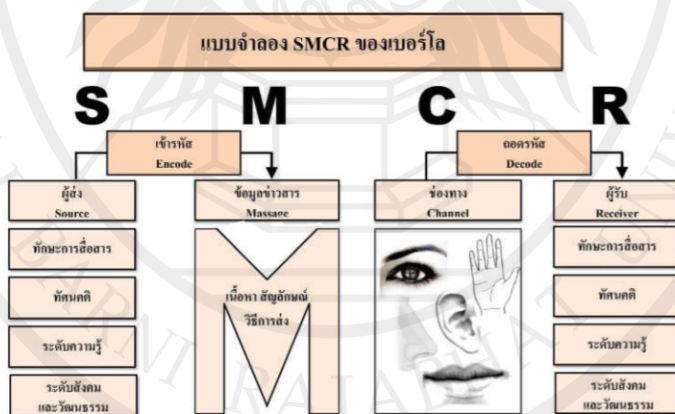 แบบจำลอง SMCR ของเบอร์โล
S M C R
เข้ารหัส
Encode
ถอดรหัส
Decode
ผู้ส่ง
Source
ข้อมูลข่าวสาร
Massage
ช่องทาง
Channel
ผู้รับ
Receiver
ทักษะการสื่อสาร
ทัศนคติ
ระดับความรู้
ระดับสังคม
และวัฒนธรรม
เนื้อหา สัญลักษณ์
วิธีการส่ง
ทักษะการสื่อสาร
ทัศนคติ
ระดับความรู้
ระดับสังคม
และวัฒนธรรม